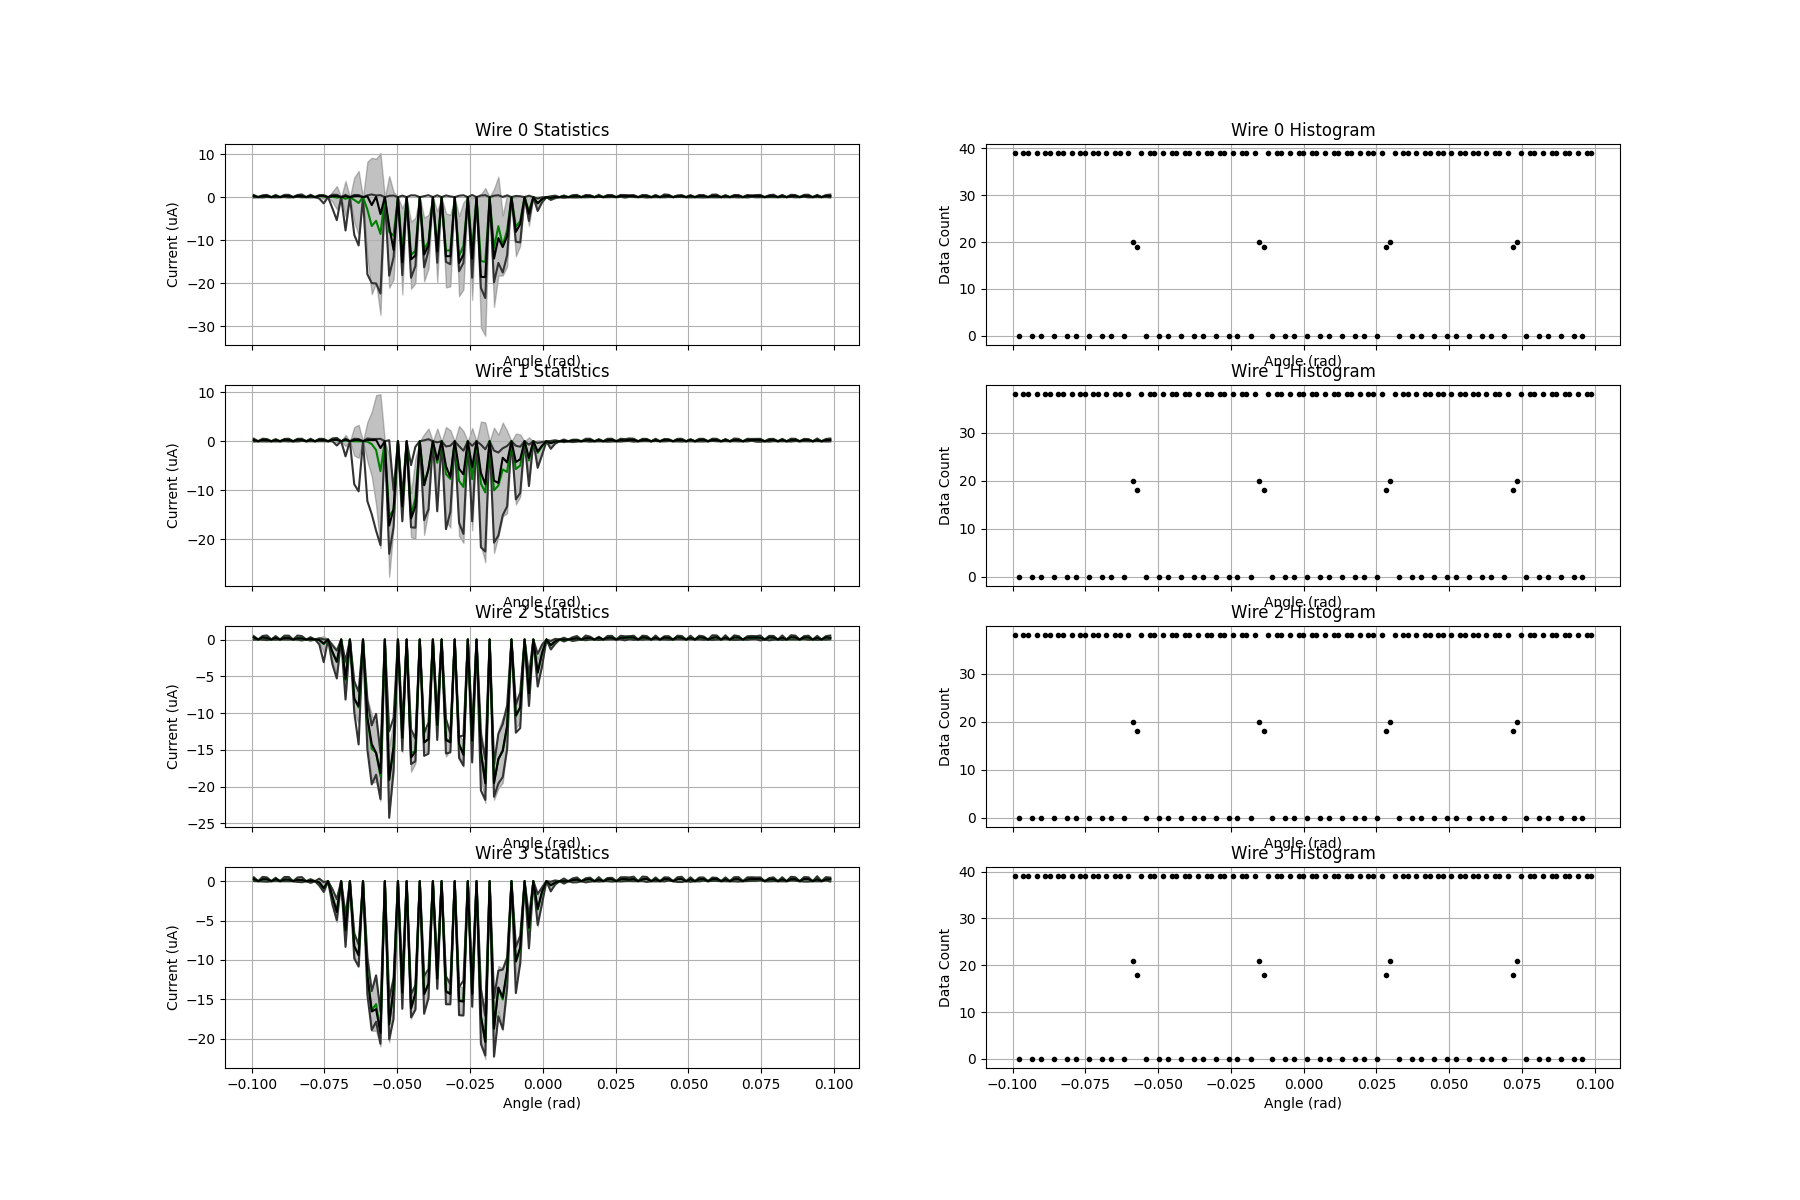 Wire 0 Statistics
10
0
−10
−20
−30
Current (uA)
Angle (rad)
Wire 0 Histogram
40
30
20
10
0
Data Count
Angle (rad)
Wire 1 Statistics
10
0
−10
−20
Current (uA)
Angle (rad)
Wire 1 Histogram
30
20
10
0
Data Count
Angle (rad)
Wire 2 Statistics
0
−5
−10
−15
−20
−25
Current (uA)
Angle (rad)
Wire 2 Histogram
30
20
10
0
Data Count
Angle (rad)
Wire 3 Statistics
0
−5
−10
−15
−20
Current (uA)
−0.100 −0.075 −0.050 −0.025 0.000 0.025 0.050 0.075 0.100
Angle (rad)
Wire 3 Histogram
40
30
20
10
0
Data Count
−0.100 −0.075 −0.050 −0.025 0.000 0.025 0.050 0.075 0.100
Angle (rad)